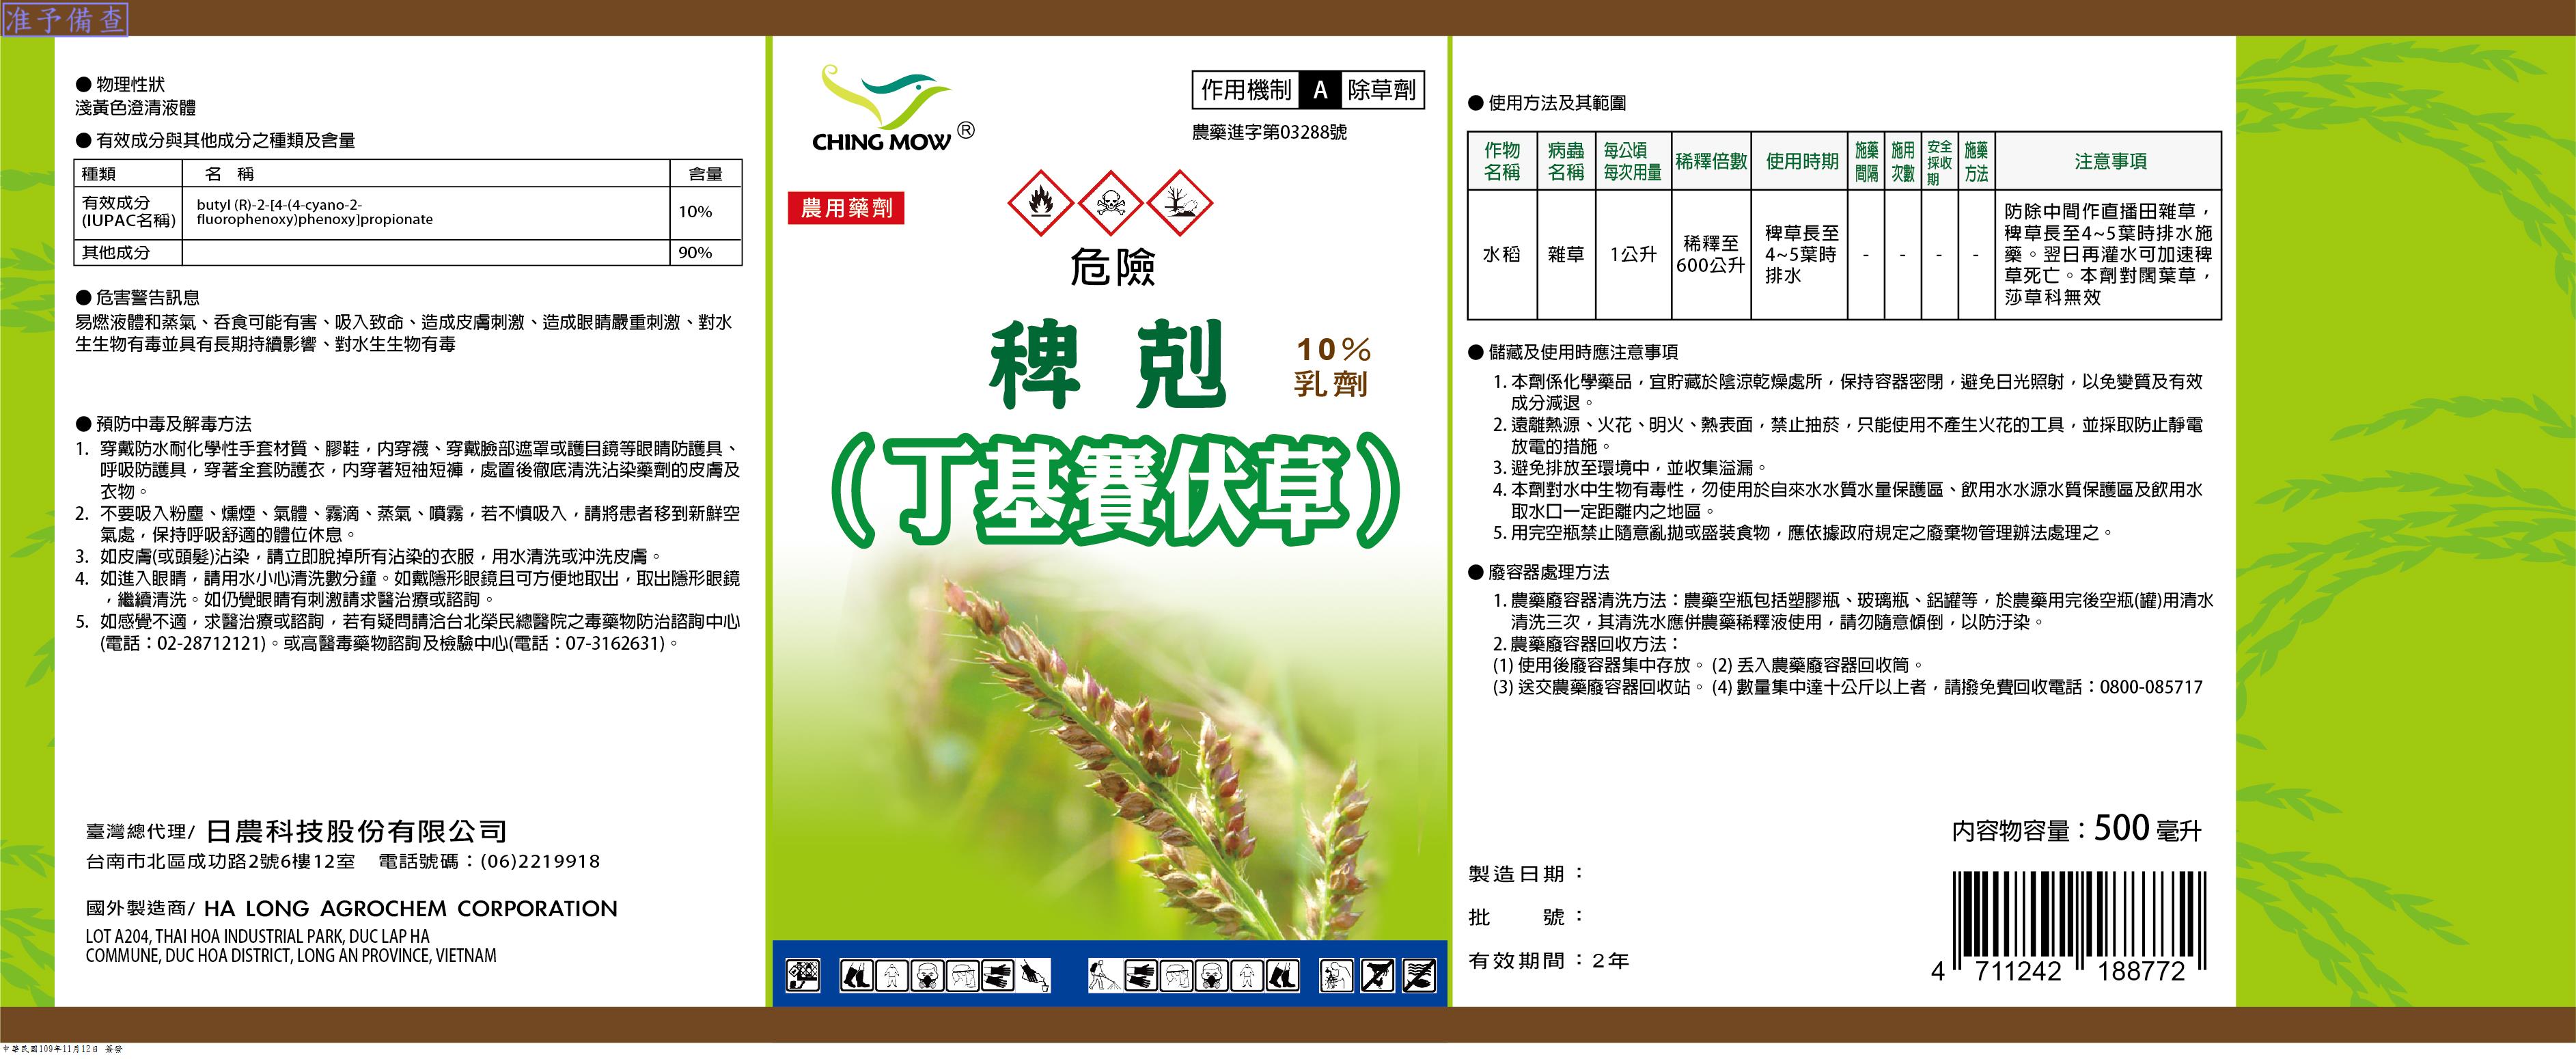 准予備查
● 物理性狀
淺黃色澄清液體
● 有效成分與其他成分之種類及含量
種類 名 稱 含量
有效成分
(IUPAC名稱)
butyl (R)-2-[4-(4-cyano-2-
fluorophenoxy)phenoxy]propionate
10%
其他成分 90%
● 危害警告訊息
易燃液體和蒸氣、吞食可能有害、吸入致命、造成皮膚刺激、造成眼睛嚴重刺激、對水
生生物有毒並具有長期持續影響、對水生生物有毒
● 預防中毒及解毒方法
1. 穿戴防水耐化學性手套材質、膠鞋，內穿襪、穿戴臉部遮罩或護目鏡等眼睛防護具、
呼吸防護具，穿著全套防護衣，內穿著短袖短褲，處置後徹底清洗沾染藥劑的皮膚及
衣物。
2. 不要吸入粉塵、燻煙、氣體、霧滴、蒸氣、噴霧，若不慎吸入，請將患者移到新鮮空
氣處，保持呼吸舒適的體位休息。
3. 如皮膚(或頭髮)沾染，請立即脫掉所有沾染的衣服，用水清洗或沖洗皮膚。
4. 如進入眼睛，請用水小心清洗數分鐘。如戴隱形眼鏡且可方便地取出，取出隱形眼鏡
，繼續清洗。如仍覺眼睛有刺激請求醫治療或諮詢。
5. 如感覺不適，求醫治療或諮詢，若有疑問請洽台北榮民總醫院之毒藥物防治諮詢中心
(電話：02-28712121)。或高醫毒藥物諮詢及檢驗中心(電話：07-3162631)。
臺灣總代理/ 日農科技股份有限公司
台南市北區成功路2號6樓12室 電話號碼：(06)2219918
國外製造商/ HA LONG AGROCHEM CORPORATION
LOT A204, THAI HOA INDUSTRIAL PARK, DUC LAP HA
COMMUNE, DUC HOA DISTRICT, LONG AN PROVINCE, VIETNAM
CHING MOW ®
作用機制 A 除草劑
農藥進字第03288號
農用藥劑
危險
稗剋
10%
乳劑
(丁基賽伏草)
● 使用方法及其範圍
作物名稱 病蟲名稱 每公頃每次用量 稀釋倍數 使用時期 施藥間隔 施用次數 安全採收期 施藥方法 注意事項
水稻 雜草 1公升
稀釋至
600公升
稗草長至
4~5葉時
排水
- - - -
防除中間作直播田雜草，
稗草長至4~5葉時排水施
藥。翌日再灌水可加速稗
草死亡。本劑對闊葉草，
莎草科無效
● 儲藏及使用時應注意事項
1. 本劑係化學藥品，宜貯藏於陰涼乾燥處所，保持容器密閉，避免日光照射，以免變質及有效
成分減退。
2. 遠離熱源、火花、明火、熱表面，禁止抽菸，只能使用不產生火花的工具，並採取防止靜電
放電的措施。
3. 避免排放至環境中，並收集溢漏。
4. 本劑對水中生物有毒性，勿使用於自來水水質水量保護區、飲用水水源水質保護區及飲用水
取水口一定距離內之地區。
5. 用完空瓶禁止隨意亂拋或盛裝食物，應依據政府規定之廢棄物管理辦法處理之。
● 廢容器處理方法
1. 農藥廢容器清洗方法：農藥空瓶包括塑膠瓶、玻璃瓶、鋁罐等，於農藥用完後空瓶(罐)用清水
清洗三次，其清洗水應併農藥稀釋液使用，請勿隨意傾倒，以防汙染。
2. 農藥廢容器回收方法：
(1) 使用後廢容器集中存放。 (2) 丟入農藥廢容器回收筒。
(3) 送交農藥廢容器回收站。 (4) 數量集中達十公斤以上者，請撥免費回收電話：0800-085717
內容物容量：500 毫升
製造日期：
批 號：
有效期間：2年
4 711242 188772
中華民國109年11月12日 簽發